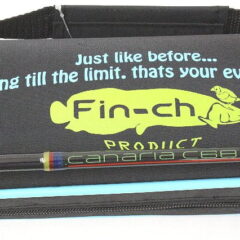 Just like before...
ng till the limit. thats your ev
Fin-ch
PRODUCT
canaria C68